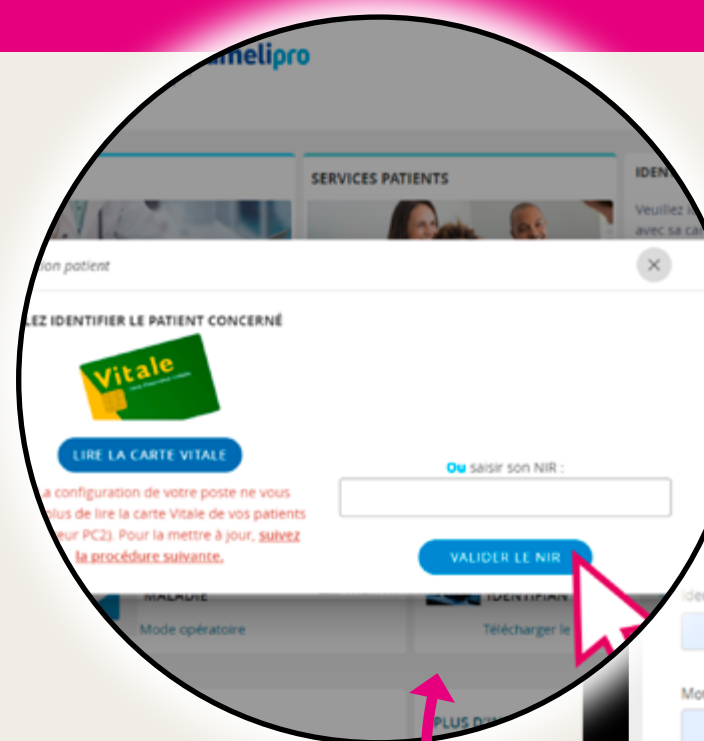 amelipro
SERVICES PATIENTS
IDEN
Veuillez
avec sa ca
ion patient
LEZ IDENTIFIER LE PATIENT CONCERNÉ
Vitale
LIRE LA CARTE VITALE
a configuration de votre poste ne vous
plus de lire la carte Vitale de vos patients
eur PC2). Pour la mettre à jour, suivez
la procédure suivante.
Ou saisir son NIR :
VALIDER LE NIR
MALADIE
Mode opératoire
IDENTIFIAN
Télécharger le
Iden
Mot
PLUS D'IN